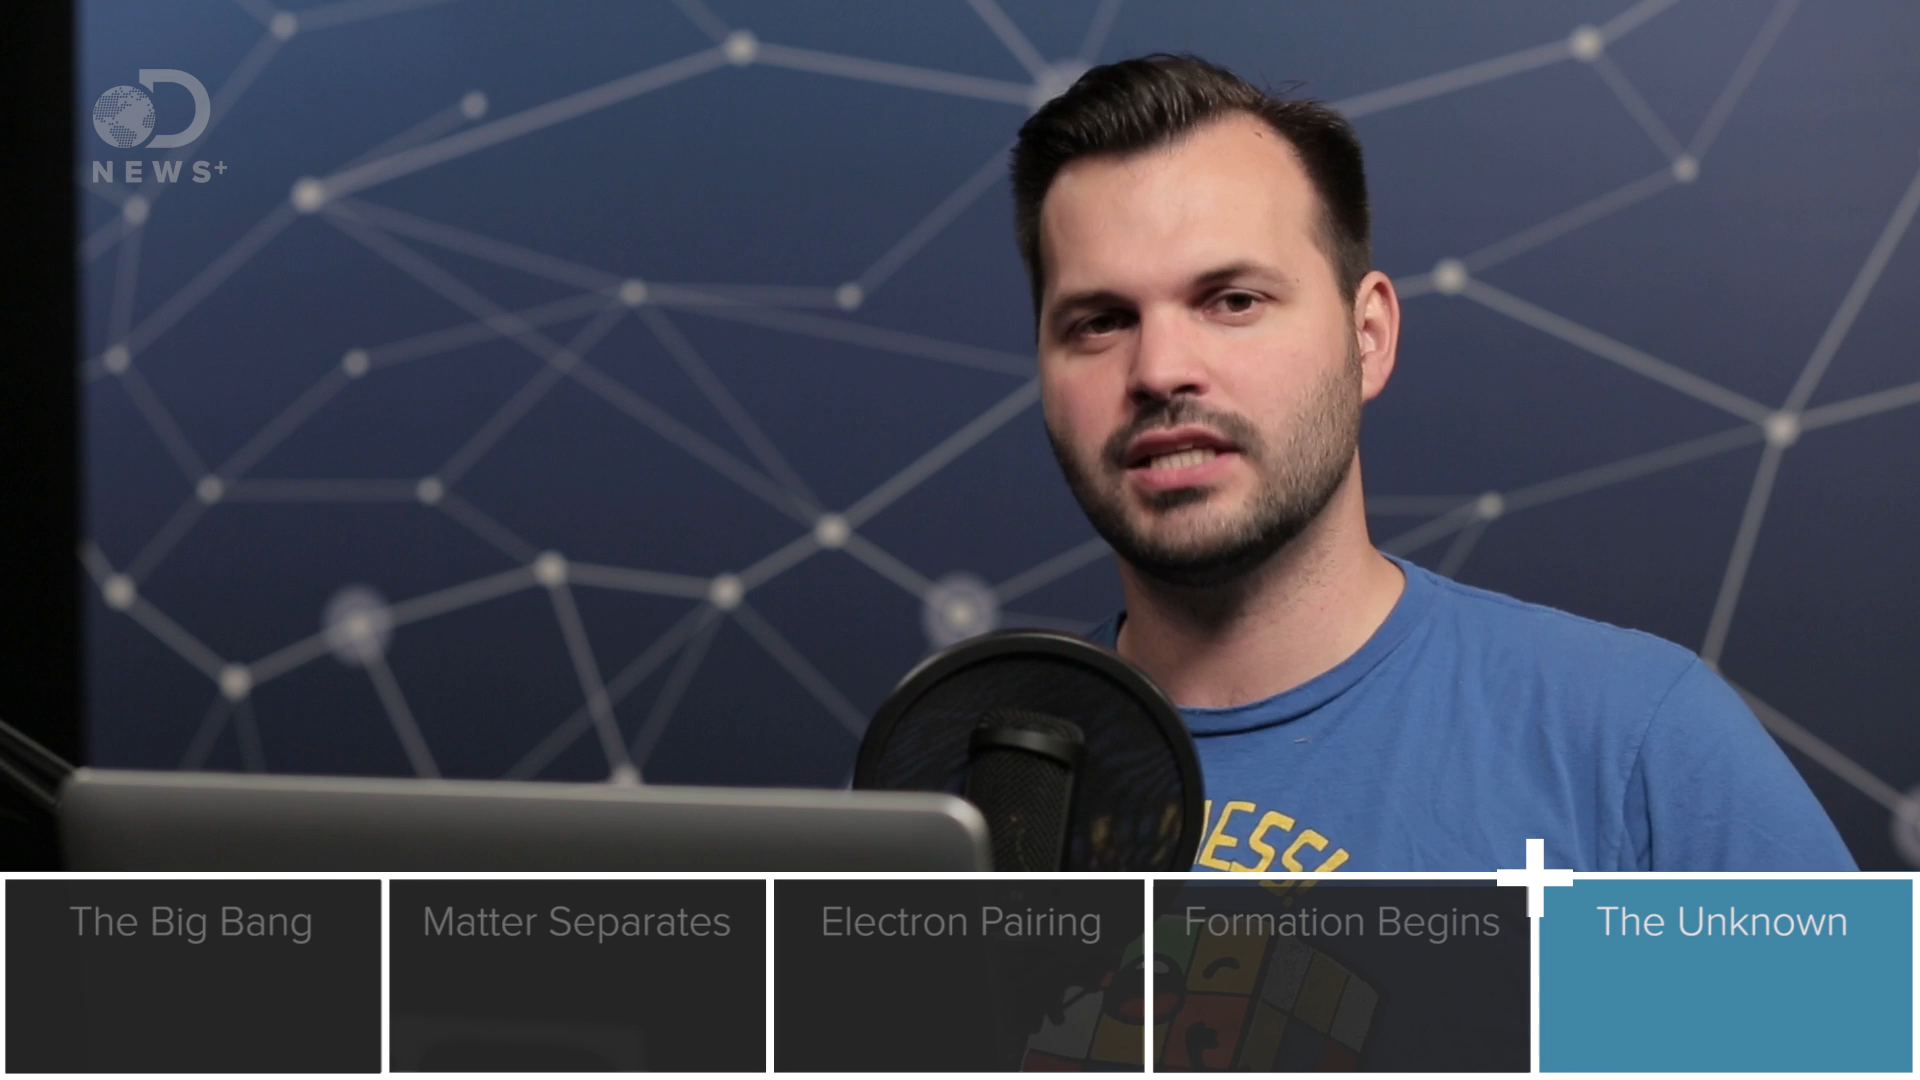 NEWS+
The Big Bang
Matter Separates
Electron Pairing
Formation Begins
The Unknown